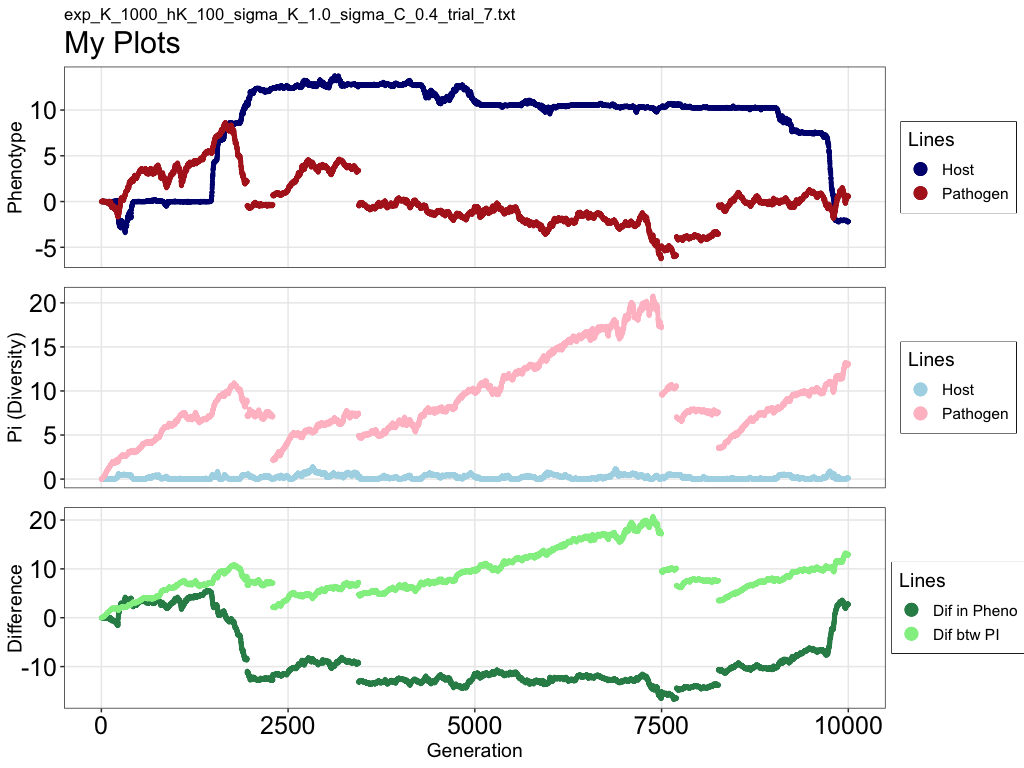 exp_K_1000_hK_100_sigma_K_1.0_sigma_C_0.4_trial_7.txt
My Plots
Phenotype
10
5
0
-5
Lines
Host
Pathogen
Pi (Diversity)
20
15
10
5
0
Lines
Host
Pathogen
Difference
20
10
0
-10
Lines
Dif in Pheno
Dif btw PI
0 2500 5000 7500 10000
Generation